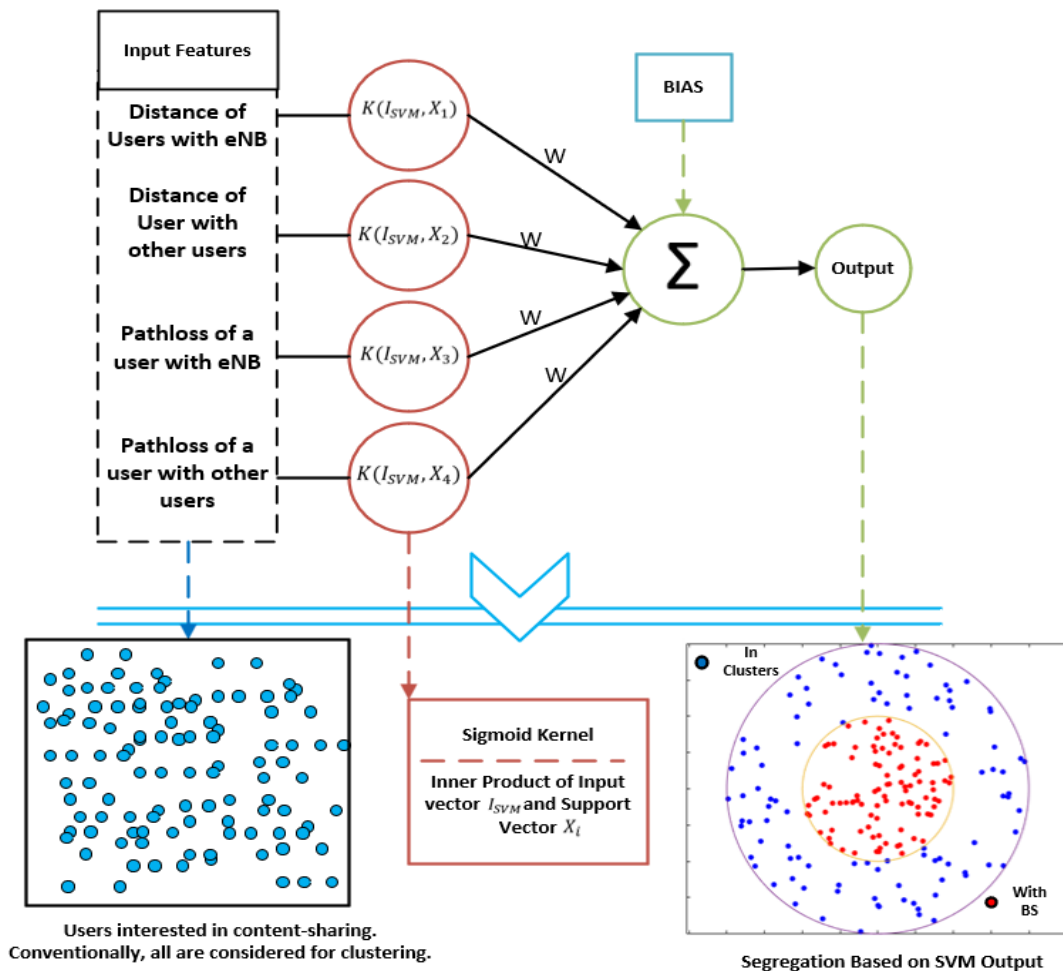 Input Features
Distance of
Users with eNB
Distance of
User with
other users
Pathloss of a
user with eNB
Pathloss of a
user with other
users
K(I_SVM, X_1)
K(I_SVM, X_2)
K(I_SVM, X_3)
K(I_SVM, X_4)
W
W
W
W
BIAS
Σ
Output
Users interested in content-sharing.
Conventionally, all are considered for clustering.
Sigmoid Kernel
Inner Product of Input
vector I_SVM and Support
Vector X_i
In
Clusters
With
BS
Segregation Based on SVM Output